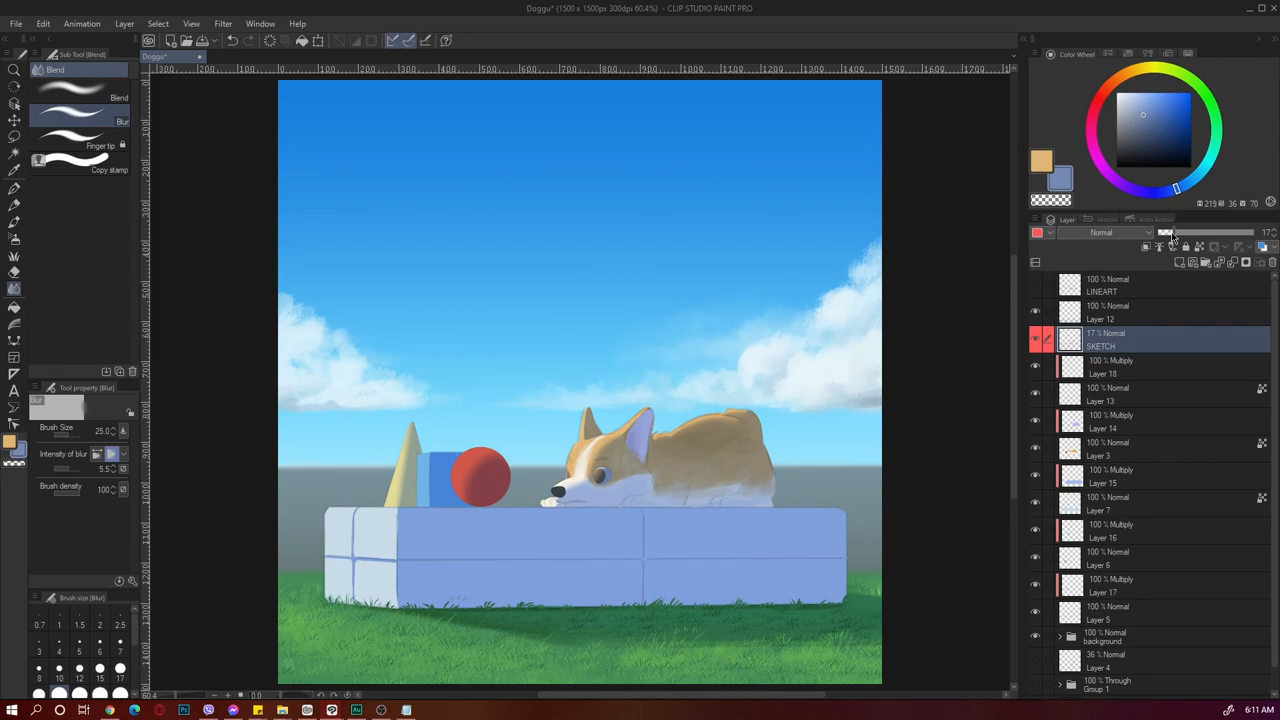 Doggu* (1500 x 1500px 300dpi 60.4%) - CLIP STUDIO PAINT PRO
File Edit Animation Layer Select View Filter Window Help
Sub Tool [Blend]
Blend
Blend
Blur
Finger tip
Copy stamp
Doggu*
Tool property [Blur]
Blur
Brush Size 25.0
Intensity of blur
5.5
Brush density 100
Brush size [Blur]
0.7 1 1.5 2 2.5
3 4 5 6 7
8 10 12 15 17
60.4
0.0
Color Wheel
219 36 70
Layer History Auto Action
Normal 17
100 % Normal
LINEART
100 % Normal
Layer 12
17 % Normal
SKETCH
100 % Multiply
Layer 18
100 % Normal
Layer 13
100 % Multiply
Layer 14
100 % Normal
Layer 3
100 % Multiply
Layer 15
100 % Normal
Layer 7
100 % Multiply
Layer 16
100 % Normal
Layer 6
100 % Multiply
Layer 17
100 % Normal
Layer 5
100 % Normal
background
36 % Normal
Layer 4
100 % Through
Group 1
6:11 AM